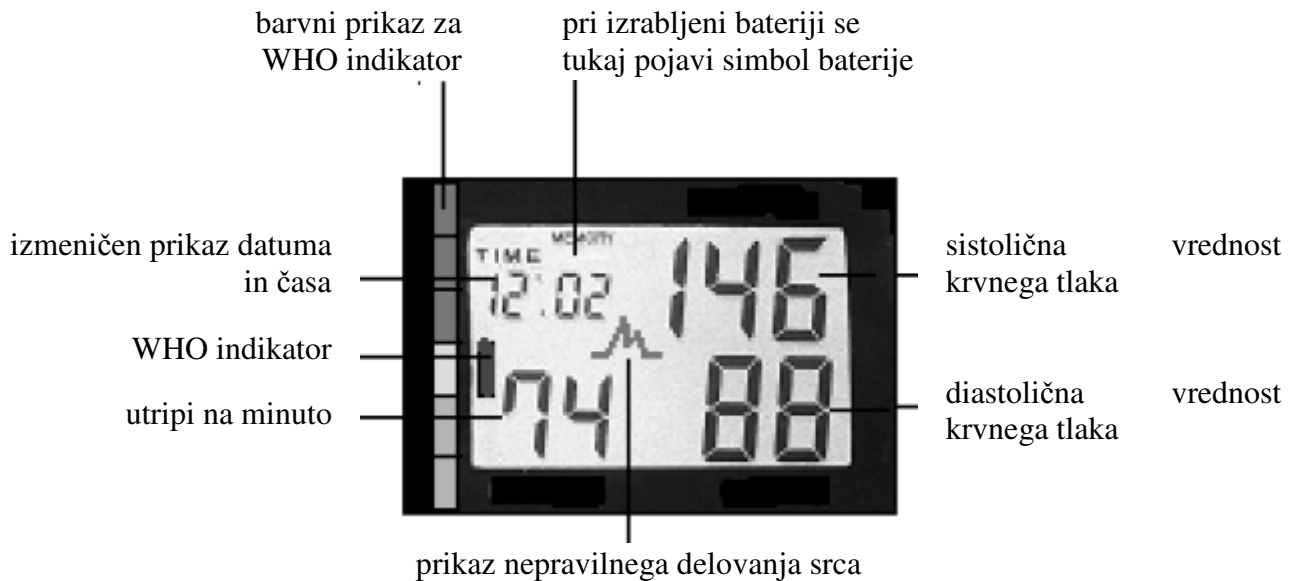 barvni prikaz za
WHO indikator
pri izrabljeni bateriji se
tukaj pojavi simbol baterije
izmeničen prikaz datuma
in časa
WHO indikator
utripi na minuto
MEMORY
TIME
12:02
146
74
88
sistolična vrednost
krvnega tlaka
diastolična vrednost
krvnega tlaka
prikaz nepravilnega delovanja srca